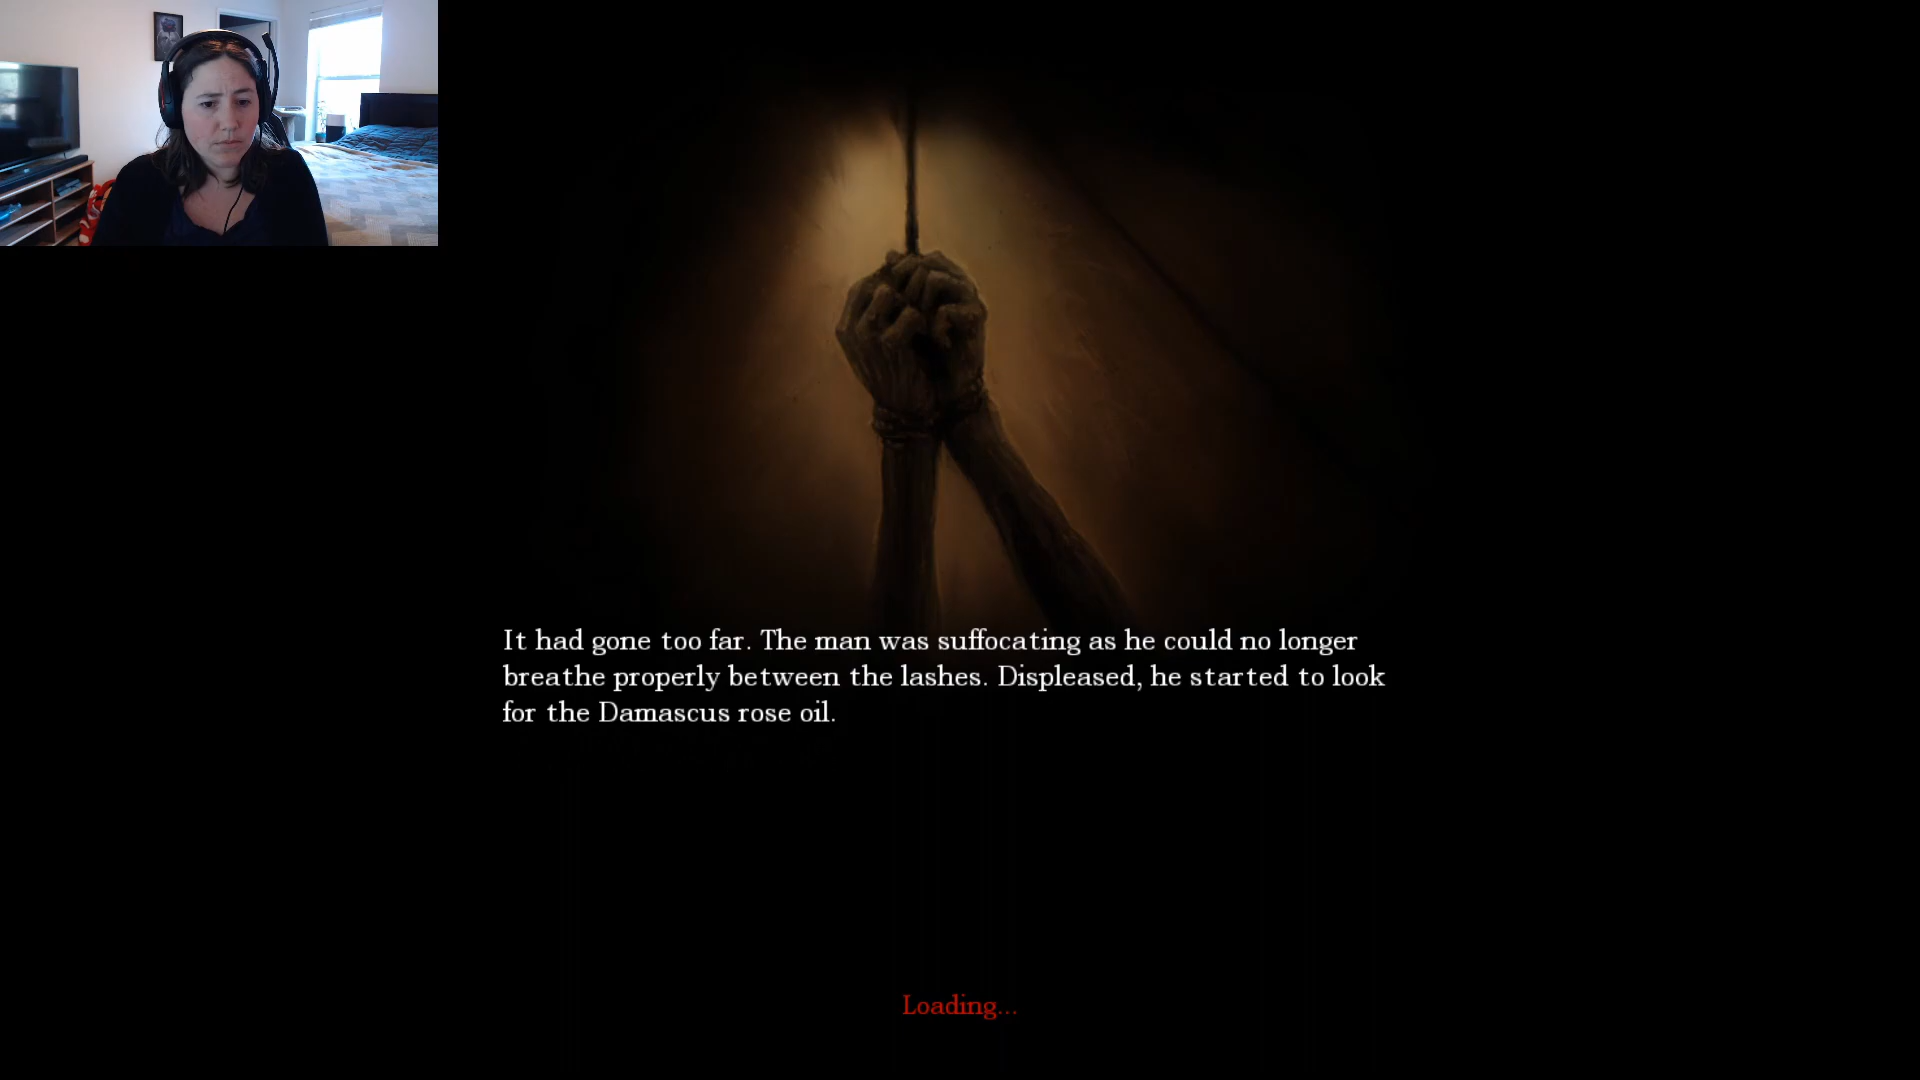 It had gone too far. The man was suffocating as he could no longer
breathe properly between the lashes. Displeased, he started to look
for the Damascus rose oil.
Loading...